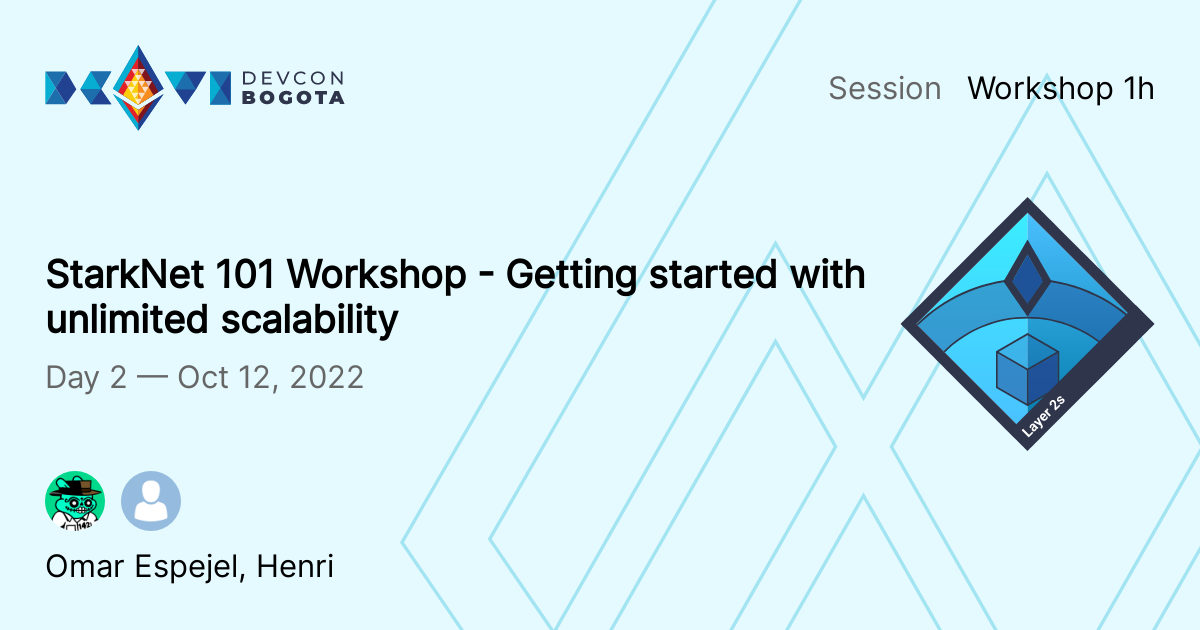 DEVCON
BOGOTA
Session Workshop 1h
StarkNet 101 Workshop - Getting started with
unlimited scalability
Day 2 — Oct 12, 2022
Layer 2s
Omar Espejel, Henri